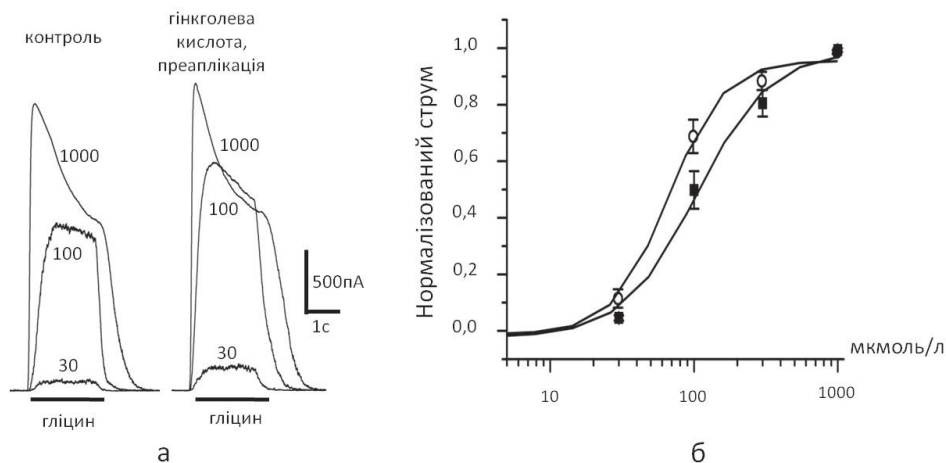 контроль
гінкголева
кислота,
преаплікація
1000
100
30
гліцин
1000
100
30
гліцин
500пА
1с
а
Нормалізований струм
1,0
0,8
0,6
0,4
0,2
0,0
10
100
1000
мкмоль/л
б